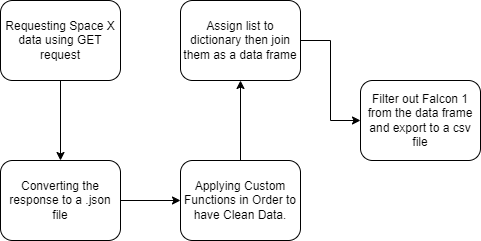 Requesting Space X
data using GET
request
Converting the
response to a .json
file
Applying Custom
Functions in Order to
have Clean Data.
Assign list to
dictionary then join
them as a data frame
Filter out Falcon 1
from the data frame
and export to a csv
file